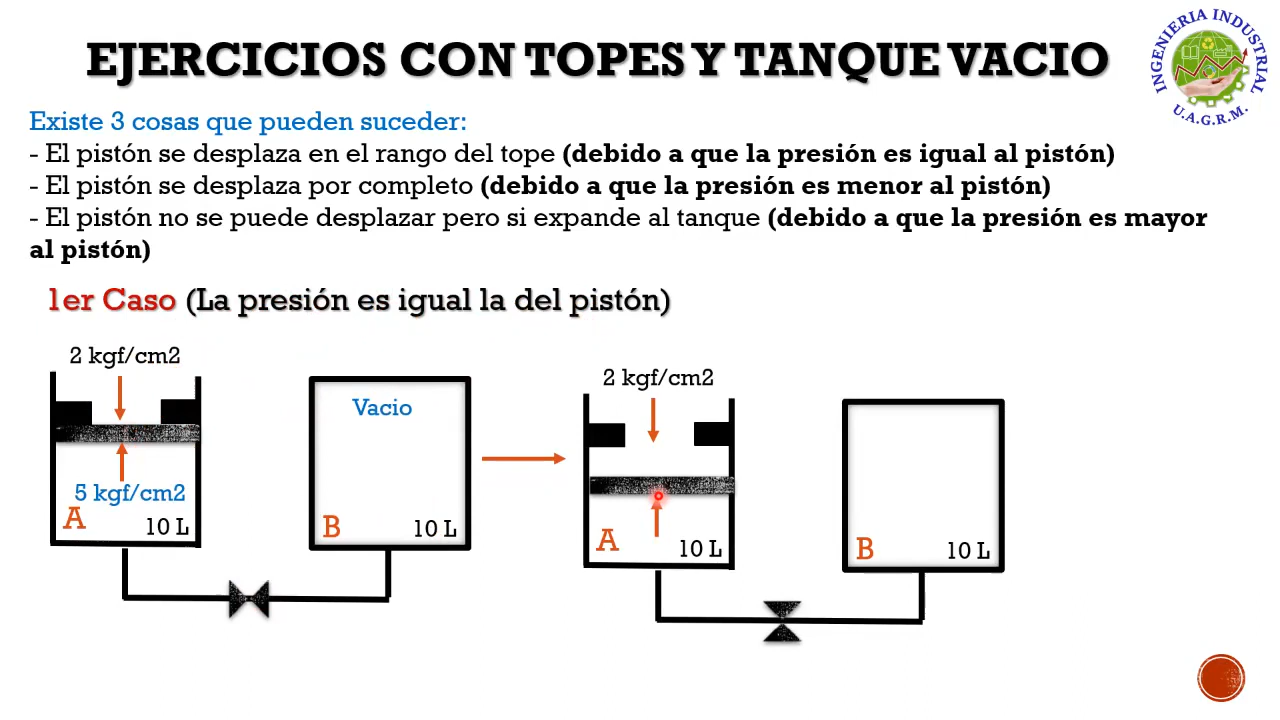 EJERCICIOS CON TOPES Y TANQUE VACIO
INGENIERIA INDUSTRIAL
U.A.G.R.M.
Existe 3 cosas que pueden suceder:
- El pistón se desplaza en el rango del tope (debido a que la presión es igual al pistón)
- El pistón se desplaza por completo (debido a que la presión es menor al pistón)
- El pistón no se puede desplazar pero si expande al tanque (debido a que la presión es mayor
al pistón)
1er Caso (La presión es igual la del pistón)
2 kgf/cm2
5 kgf/cm2
A
10 L
Vacio
B
10 L
2 kgf/cm2
A
10 L
B
10 L